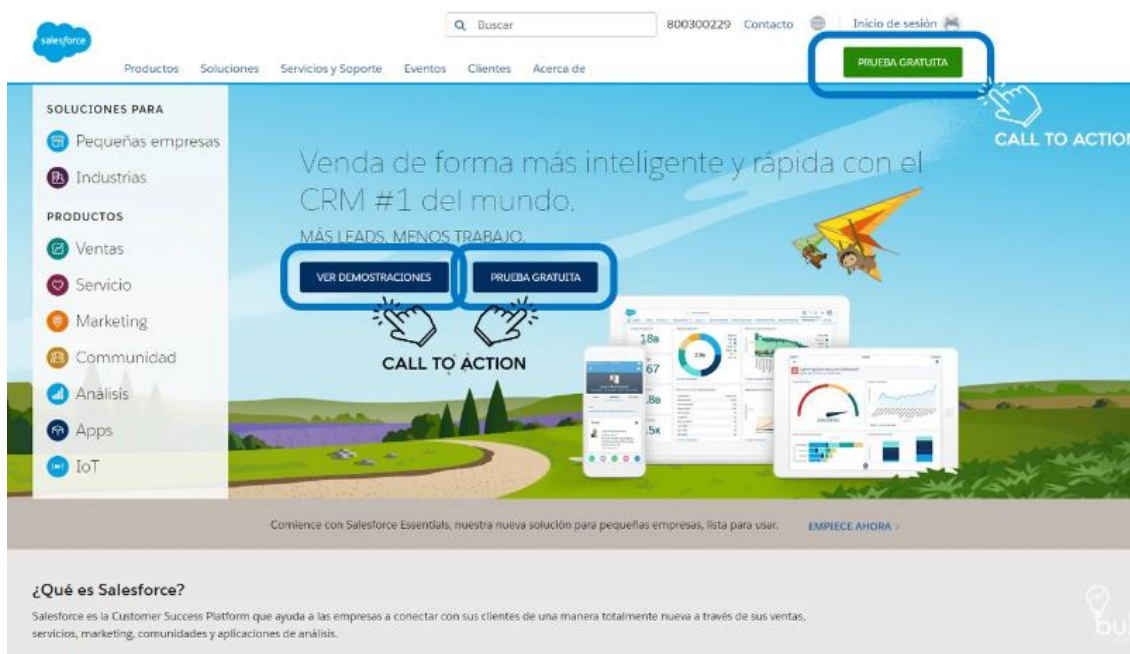 salesforce
Buscar
800300229 Contacto
Inicio de sesión
Productos Soluciones Servicios y Soporte Eventos Clientes Acerca de
PRUEBA GRATUITA
CALL TO ACTION
SOLUCIONES PARA
Pequeñas empresas
Industrias
PRODUCTOS
Ventas
Servicio
Marketing
Communidad
Análisis
Apps
IoT
Venda de forma más inteligente y rápida con el
CRM #1 del mundo.
MÁS LEADS, MENOS TRABAJO.
VER DEMOSTRACIONES PRUEBA GRATUITA
CALL TO ACTION
18B
67
.8B
.5K
Comience con Salesforce Essentials, nuestra nueva solución para pequeñas empresas, lista para usar. EMPIECE AHORA
¿Qué es Salesforce?
Salesforce es la Customer Success Platform que ayuda a las empresas a conectar con sus clientes de una manera totalmente nueva a través de sus ventas,
servicios, marketing, comunidades y aplicaciones de análisis.